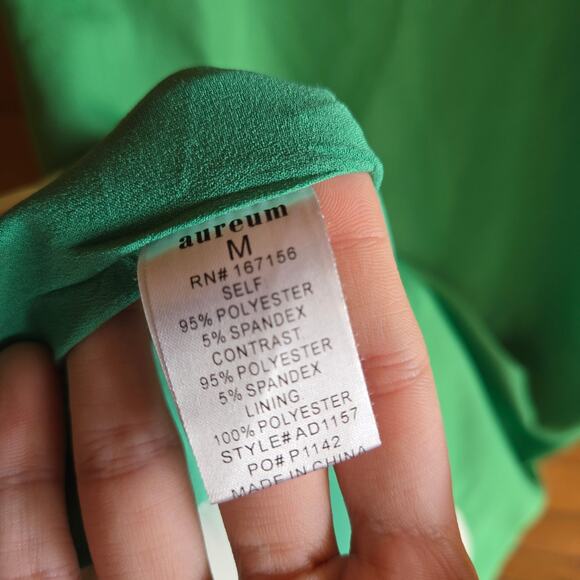 aureum
M
RN# 167156
SELF
95% POLYESTER
5% SPANDEX
CONTRAST
95% POLYESTER
5% SPANDEX
LINING
100% POLYESTER
STYLE#AD1157
PO# P1142
MADE IN CHINA